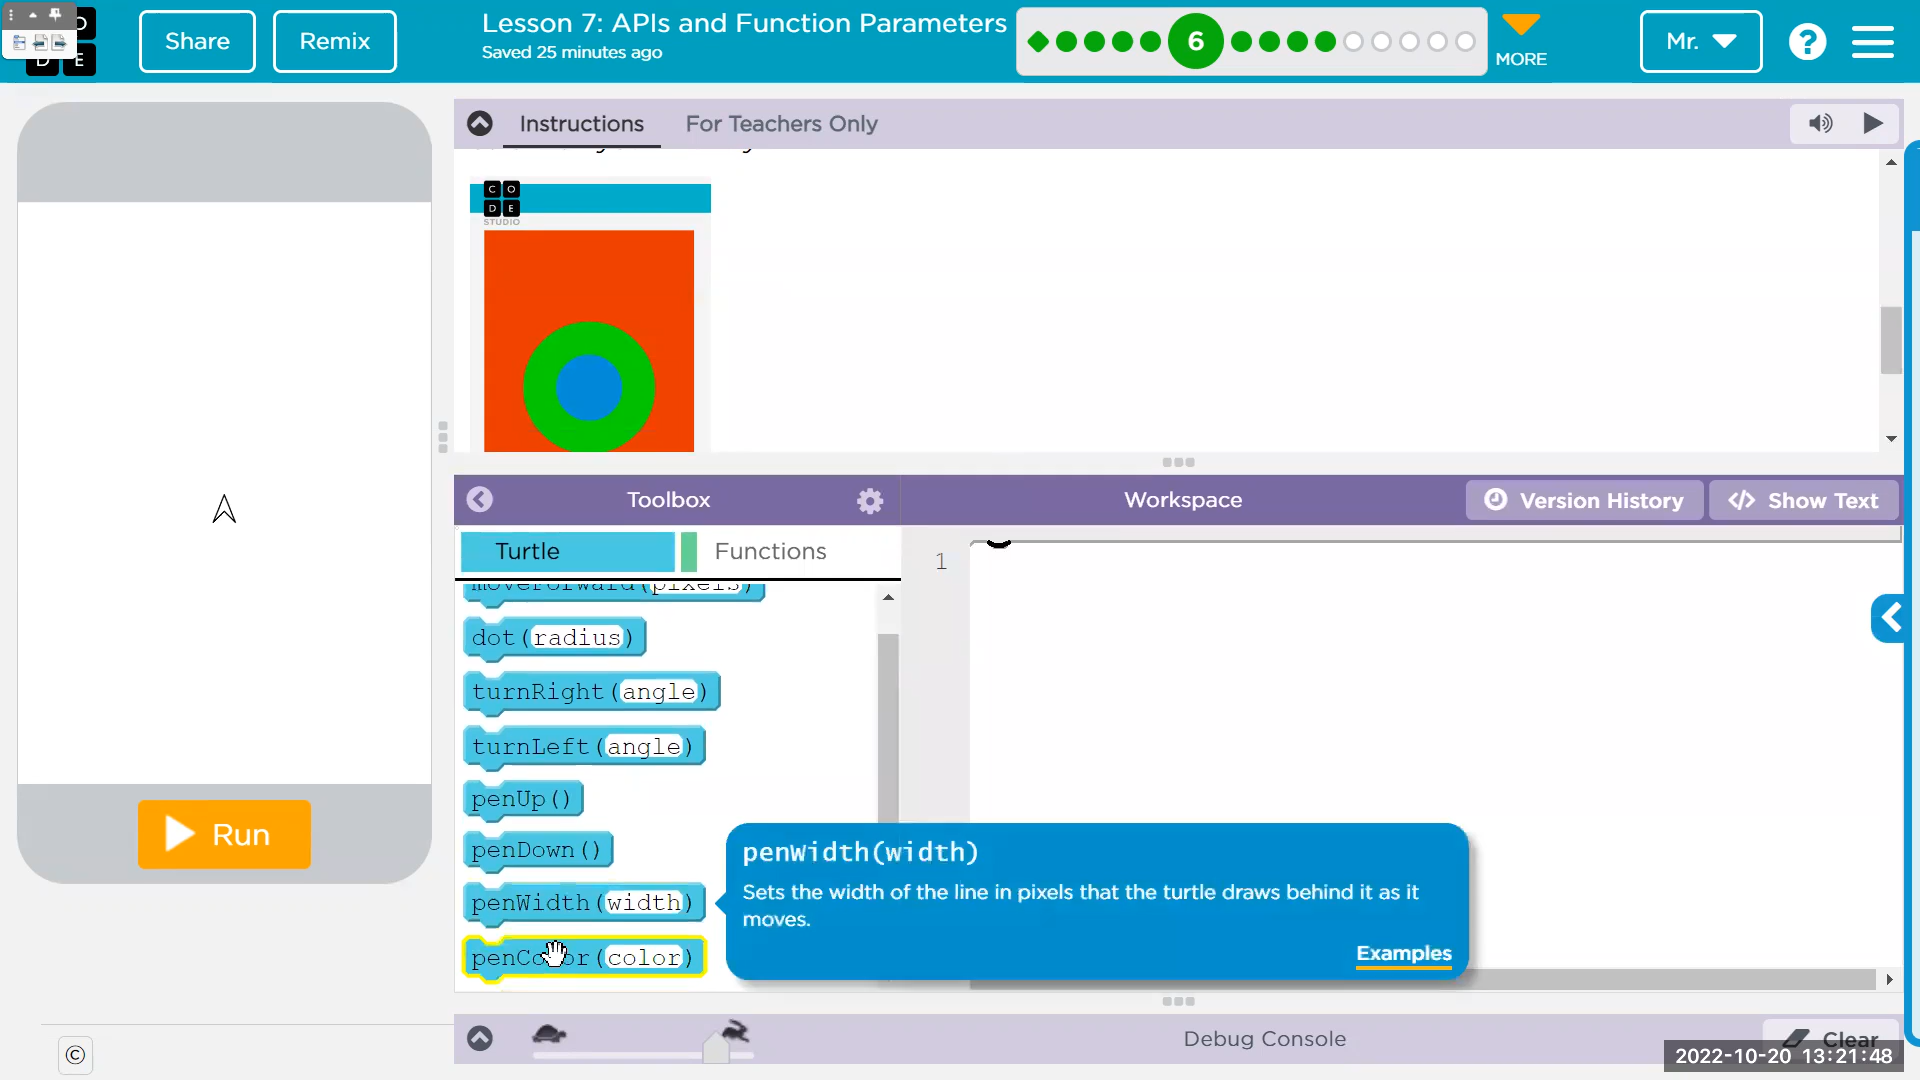 Share
Remix
Lesson 7: APIs and Function Parameters
Saved 25 minutes ago
6
MORE
Mr.
?
D E
Instructions
For Teachers Only
C O
D E
STUDIO
Toolbox
Workspace
Version History
Show Text
Turtle
Functions
1
moveForward(pixels)
dot(radius)
turnRight(angle)
turnLeft(angle)
penUp()
penDown()
penWidth(width)
penColor(color)
penWidth(width)
Sets the width of the line in pixels that the turtle draws behind it as it
moves.
Examples
Run
©
Debug Console
Clear
2022-10-20 13:21:48